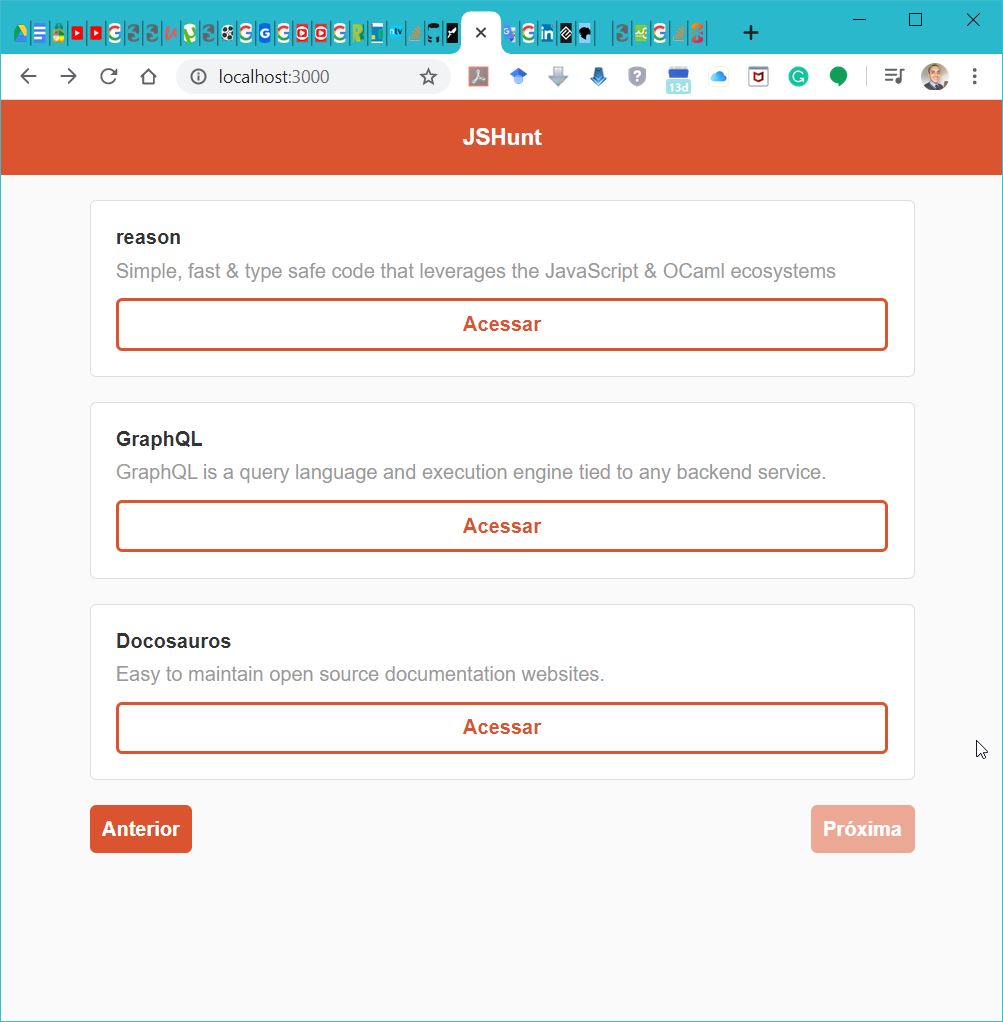 localhost:3000
13d
JSHunt
reason
Simple, fast & type safe code that leverages the JavaScript & OCaml ecosystems
Acessar
GraphQL
GraphQL is a query language and execution engine tied to any backend service.
Acessar
Docosauros
Easy to maintain open source documentation websites.
Acessar
Anterior
Próxima